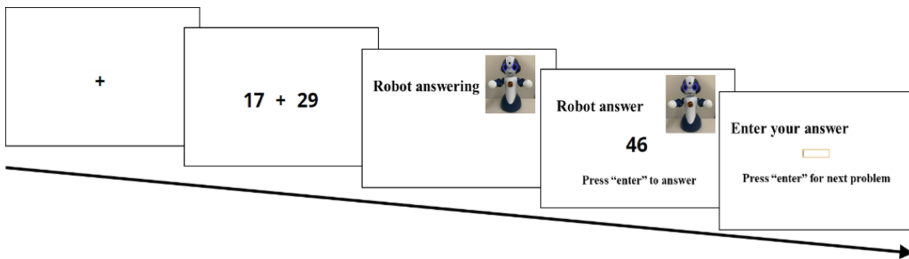 +
17 + 29
Robot answering
Robot answer
46
Press “enter” to answer
Enter your answer
Press “enter” for next problem